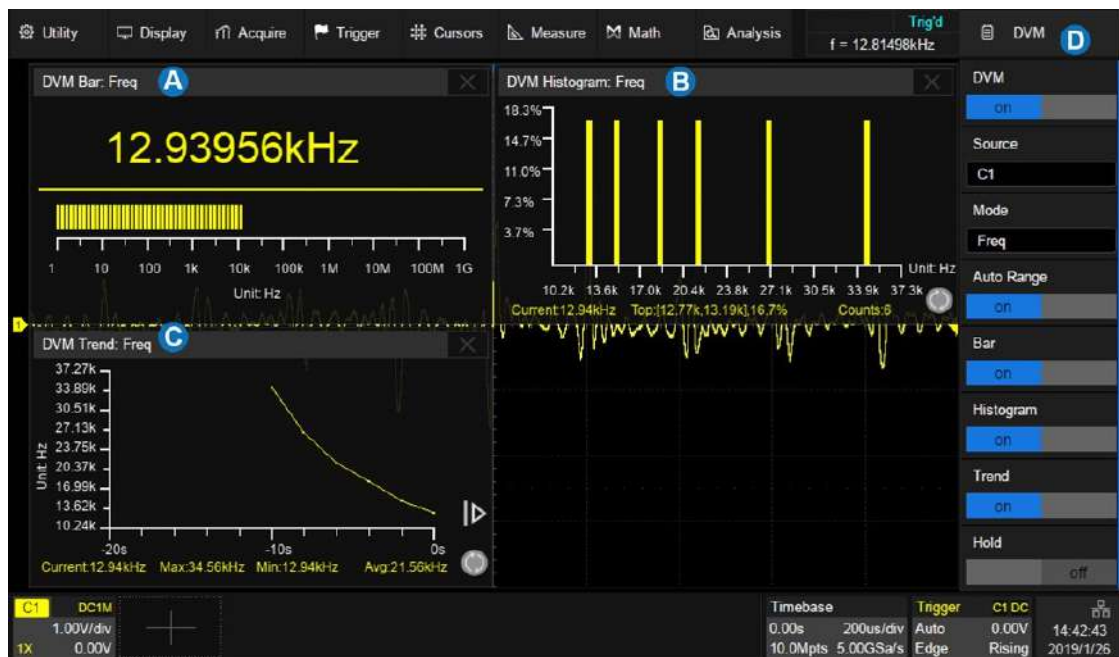 Utility Display Acquire Trigger Cursors Measure Math Analysis
Trig'd
f = 12.81498kHz
DVM D
DVM Bar: Freq A
12.93956kHz
1 10 100 1k 10k 100k 1M 10M 100M 1G
Unit: Hz
DVM Histogram: Freq B
18.3%
14.7%
11.0%
7.3%
3.7%
Unit: Hz
10.2k 13.6k 17.0k 20.4k 23.8k 27.1k 30.5k 33.9k 37.3k
Current:12.94kHz Top:[12.77k,13.19k],16.7% Counts:6
1
DVM Trend: Freq C
37.27k
33.89k
30.51k
27.13k
23.75k
20.37k
16.99k
13.62k
10.24k
Unit: Hz
-20s -10s 0s
Current:12.94kHz Max:34.56kHz Min:12.94kHz Avg:21.56kHz
DVM
on
Source
C1
Mode
Freq
Auto Range
on
Bar
on
Histogram
on
Trend
on
Hold
off
C1 DC1M
1.00V/div
1X 0.00V
Timebase
0.00s 200us/div
10.0Mpts 5.00GSa/s
Trigger C1 DC
Auto 0.00V
Edge Rising
14:42:43
2019/1/26